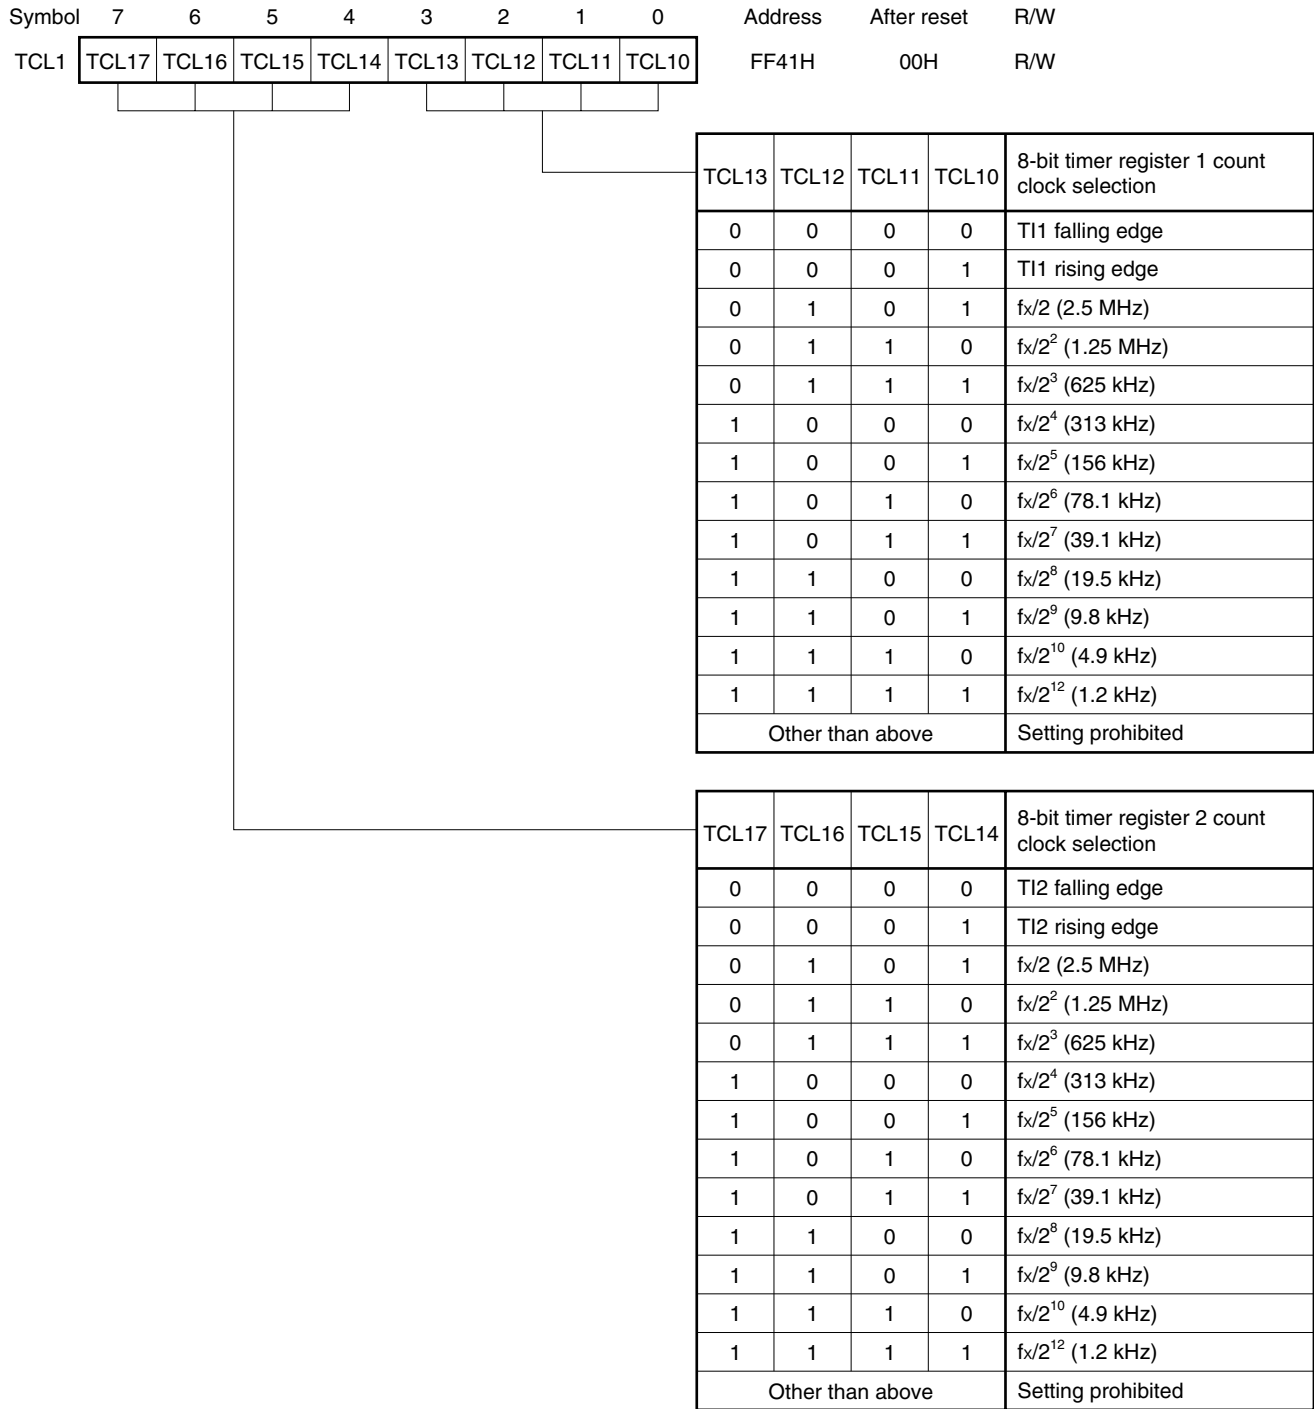 Symbol 7 6 5 4 3 2 1 0 Address After reset R/W
TCL1 TCL17 TCL16 TCL15 TCL14 TCL13 TCL12 TCL11 TCL10 FF41H 00H R/W
TCL13 TCL12 TCL11 TCL10 8-bit timer register 1 count
clock selection
0 0 0 0 TI1 falling edge
0 0 0 1 TI1 rising edge
0 1 0 1 fx/2 (2.5 MHz)
0 1 1 0 fx/2² (1.25 MHz)
0 1 1 1 fx/2³ (625 kHz)
1 0 0 0 fx/2⁴ (313 kHz)
1 0 0 1 fx/2⁵ (156 kHz)
1 0 1 0 fx/2⁶ (78.1 kHz)
1 0 1 1 fx/2⁷ (39.1 kHz)
1 1 0 0 fx/2⁸ (19.5 kHz)
1 1 0 1 fx/2⁹ (9.8 kHz)
1 1 1 0 fx/2¹⁰ (4.9 kHz)
1 1 1 1 fx/2¹² (1.2 kHz)
Other than above Setting prohibited
TCL17 TCL16 TCL15 TCL14 8-bit timer register 2 count
clock selection
0 0 0 0 TI2 falling edge
0 0 0 1 TI2 rising edge
0 1 0 1 fx/2 (2.5 MHz)
0 1 1 0 fx/2² (1.25 MHz)
0 1 1 1 fx/2³ (625 kHz)
1 0 0 0 fx/2⁴ (313 kHz)
1 0 0 1 fx/2⁵ (156 kHz)
1 0 1 0 fx/2⁶ (78.1 kHz)
1 0 1 1 fx/2⁷ (39.1 kHz)
1 1 0 0 fx/2⁸ (19.5 kHz)
1 1 0 1 fx/2⁹ (9.8 kHz)
1 1 1 0 fx/2¹⁰ (4.9 kHz)
1 1 1 1 fx/2¹² (1.2 kHz)
Other than above Setting prohibited